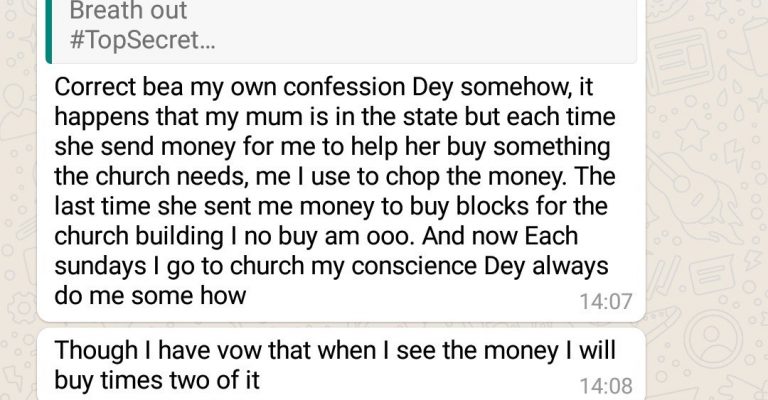 Breath out
#TopSecret...
Correct bea my own confession Dey somehow, it
happens that my mum is in the state but each time
she send money for me to help her buy something
the church needs, me I use to chop the money. The
last time she sent me money to buy blocks for the
church building I no buy am ooo. And now Each
sundays I go to church my conscience Dey always
do me some how
14:07
Though I have vow that when I see the money I will
buy times two of it
14:08